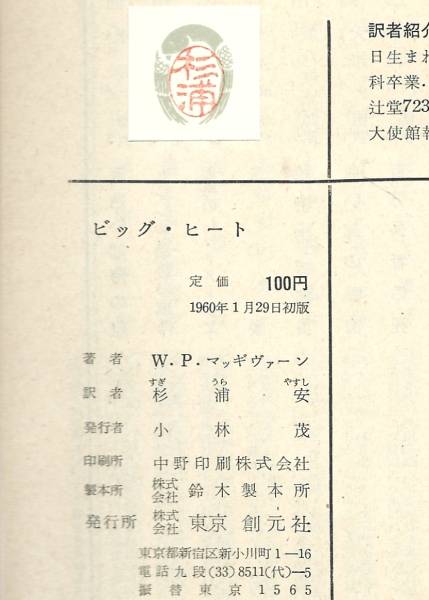 杉浦
訳者紹介
日生まれ
科卒業.
辻堂723
大使館報
ビッグ・ヒート
定価 100円
1960年1月29日初版
著者 W.P.マッギヴァーン
すぎ うら やすし
訳者 杉浦安
発行者 小林茂
印刷所 中野印刷株式会社
製本所 株式会社 鈴木製本所
発行所 株式会社 東京創元社
東京都新宿区新小川町1―16
電話九段(33)8511(代)―5
振替東京1565